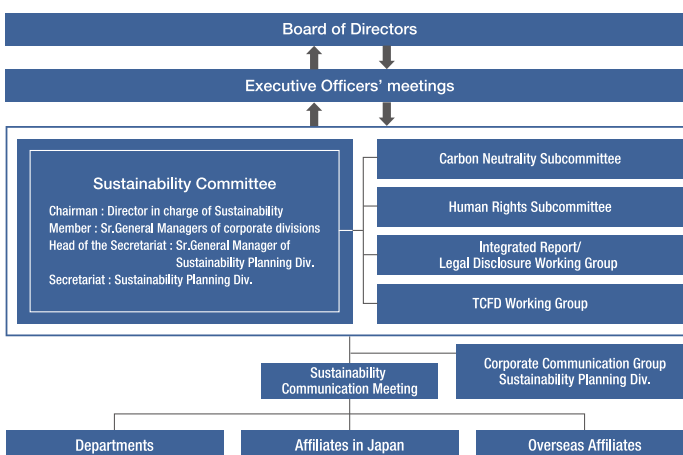 Board of Directors
Executive Officers' meetings
Sustainability Committee
Chairman : Director in charge of Sustainability
Member : Sr.General Managers of corporate divisions
Head of the Secretariat : Sr.General Manager of
Sustainability Planning Div.
Secretariat : Sustainability Planning Div.
Carbon Neutrality Subcommittee
Human Rights Subcommittee
Integrated Report/
Legal Disclosure Working Group
TCFD Working Group
Sustainability
Communication Meeting
Corporate Communication Group
Sustainability Planning Div.
Departments
Affiliates in Japan
Overseas Affiliates